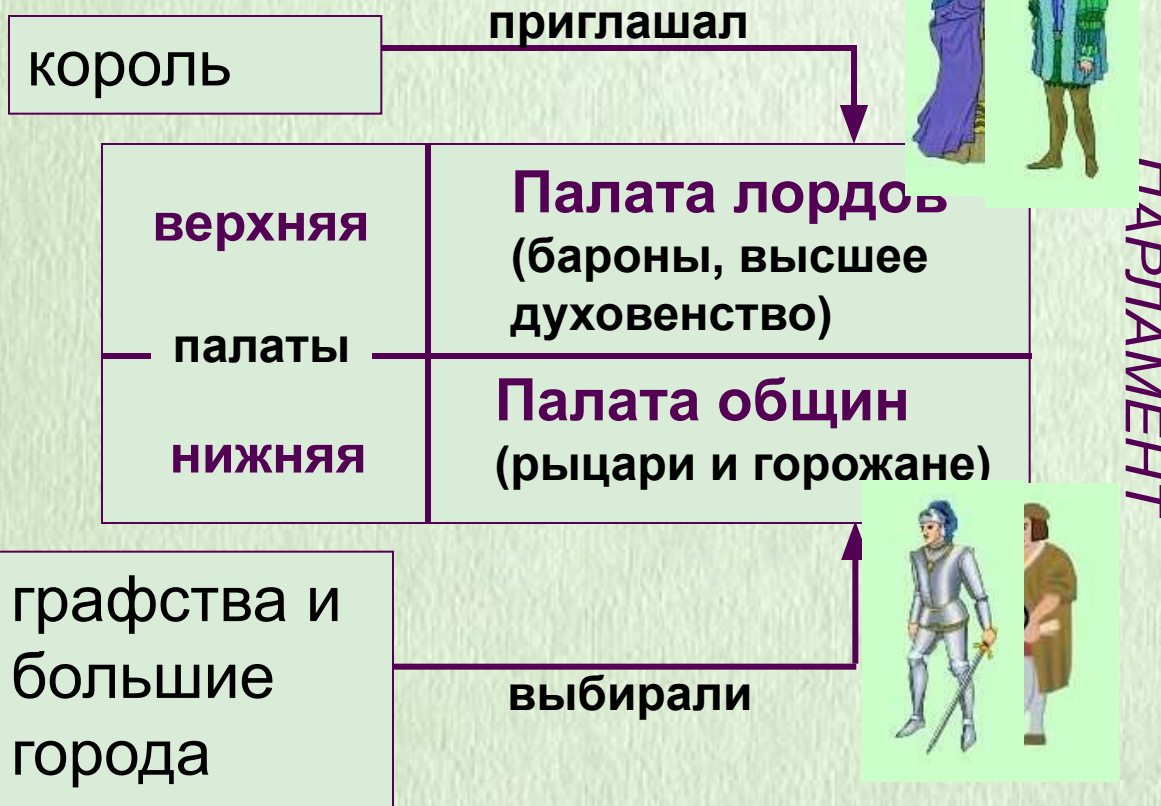 приглашал
король
верхняя
Палата лордов
(бароны, высшее
духовенство)
палаты
нижняя
Палата общин
(рыцари и горожане)
ПАРЛАМЕНТ
графства и
большие
города
выбирали